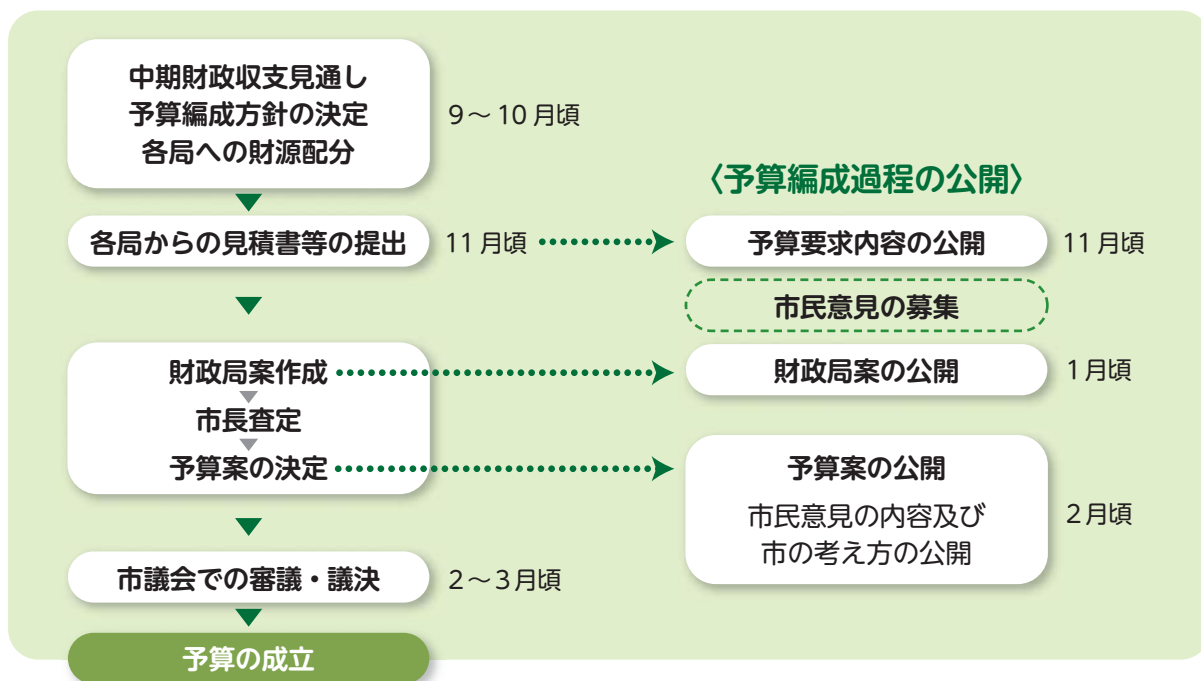 中期財政収支見通し
予算編成方針の決定
各局への財源配分
9～10月頃
〈予算編成過程の公開〉
各局からの見積書等の提出
11月頃
予算要求内容の公開
11月頃
市民意見の募集
財政局案作成
財政局案の公開
1月頃
市長査定
予算案の決定
予算案の公開
市民意見の内容及び
市の考え方の公開
2月頃
市議会での審議・議決
2～3月頃
予算の成立